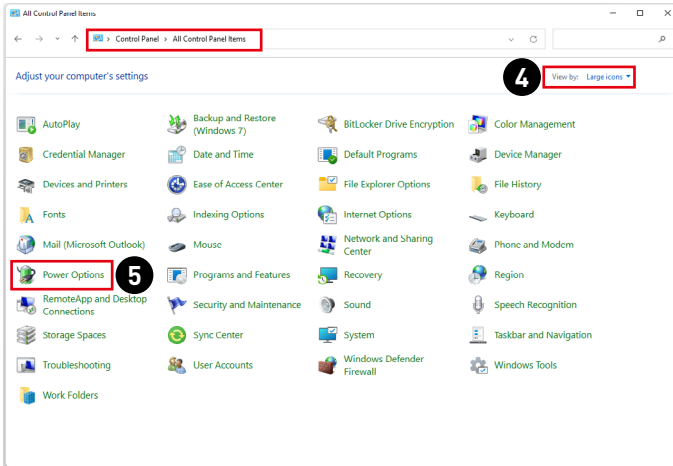 All Control Panel Items
Control Panel > All Control Panel Items
Adjust your computer's settings
4
View by: Large icons
AutoPlay
Backup and Restore
(Windows 7)
BitLocker Drive Encryption
Color Management
Credential Manager
Date and Time
Default Programs
Device Manager
Devices and Printers
Ease of Access Center
File Explorer Options
File History
Fonts
Indexing Options
Internet Options
Keyboard
Mail (Microsoft Outlook)
Mouse
Network and Sharing
Center
Phone and Modem
Power Options
5
Programs and Features
Recovery
Region
RemoteApp and Desktop
Connections
Security and Maintenance
Sound
Speech Recognition
Storage Spaces
Sync Center
System
Taskbar and Navigation
Troubleshooting
User Accounts
Windows Defender
Firewall
Windows Tools
Work Folders